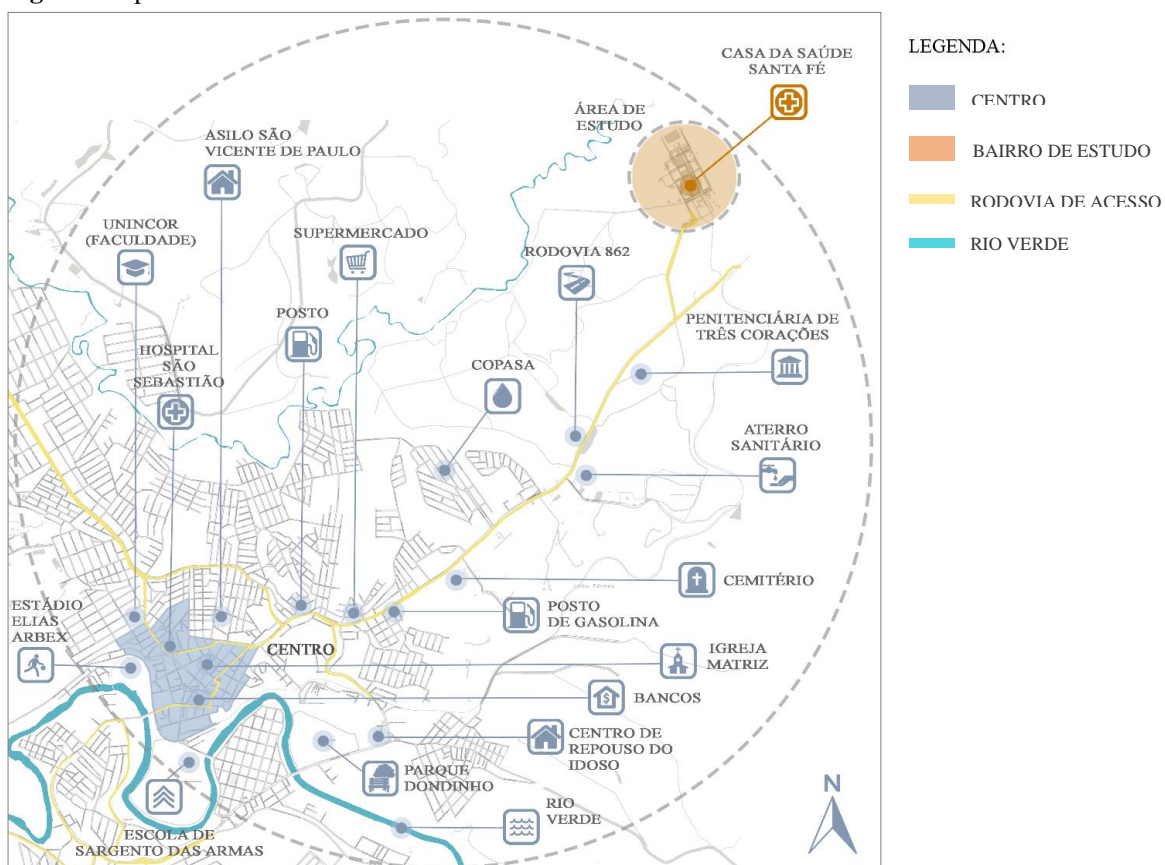 CASA DA SAÚDE
SANTA FÉ
ÁREA DE
ESTUDO
ASILO SÃO
VICENTE DE PAULO
UNINCOR
(FACULDADE)
SUPERMERCADO
RODOVIA 862
POSTO
PENITENCIÁRIA DE
TRÊS CORAÇÕES
HOSPITAL
SÃO
SEBASTIÃO
COPASA
ATERRO
SANITÁRIO
CEMITÉRIO
ESTÁDIO
ELIAS
ARBEX
POSTO
DE GASOLINA
CENTRO
IGREJA
MATRIZ
BANCOS
CENTRO DE
REPOUSO DO
IDOSO
PARQUE
DONDINHO
RIO
VERDE
ESCOLA DE
SARGENTO DAS ARMAS
N
LEGENDA:
CENTRO
BAIRRO DE ESTUDO
RODOVIA DE ACESSO
RIO VERDE